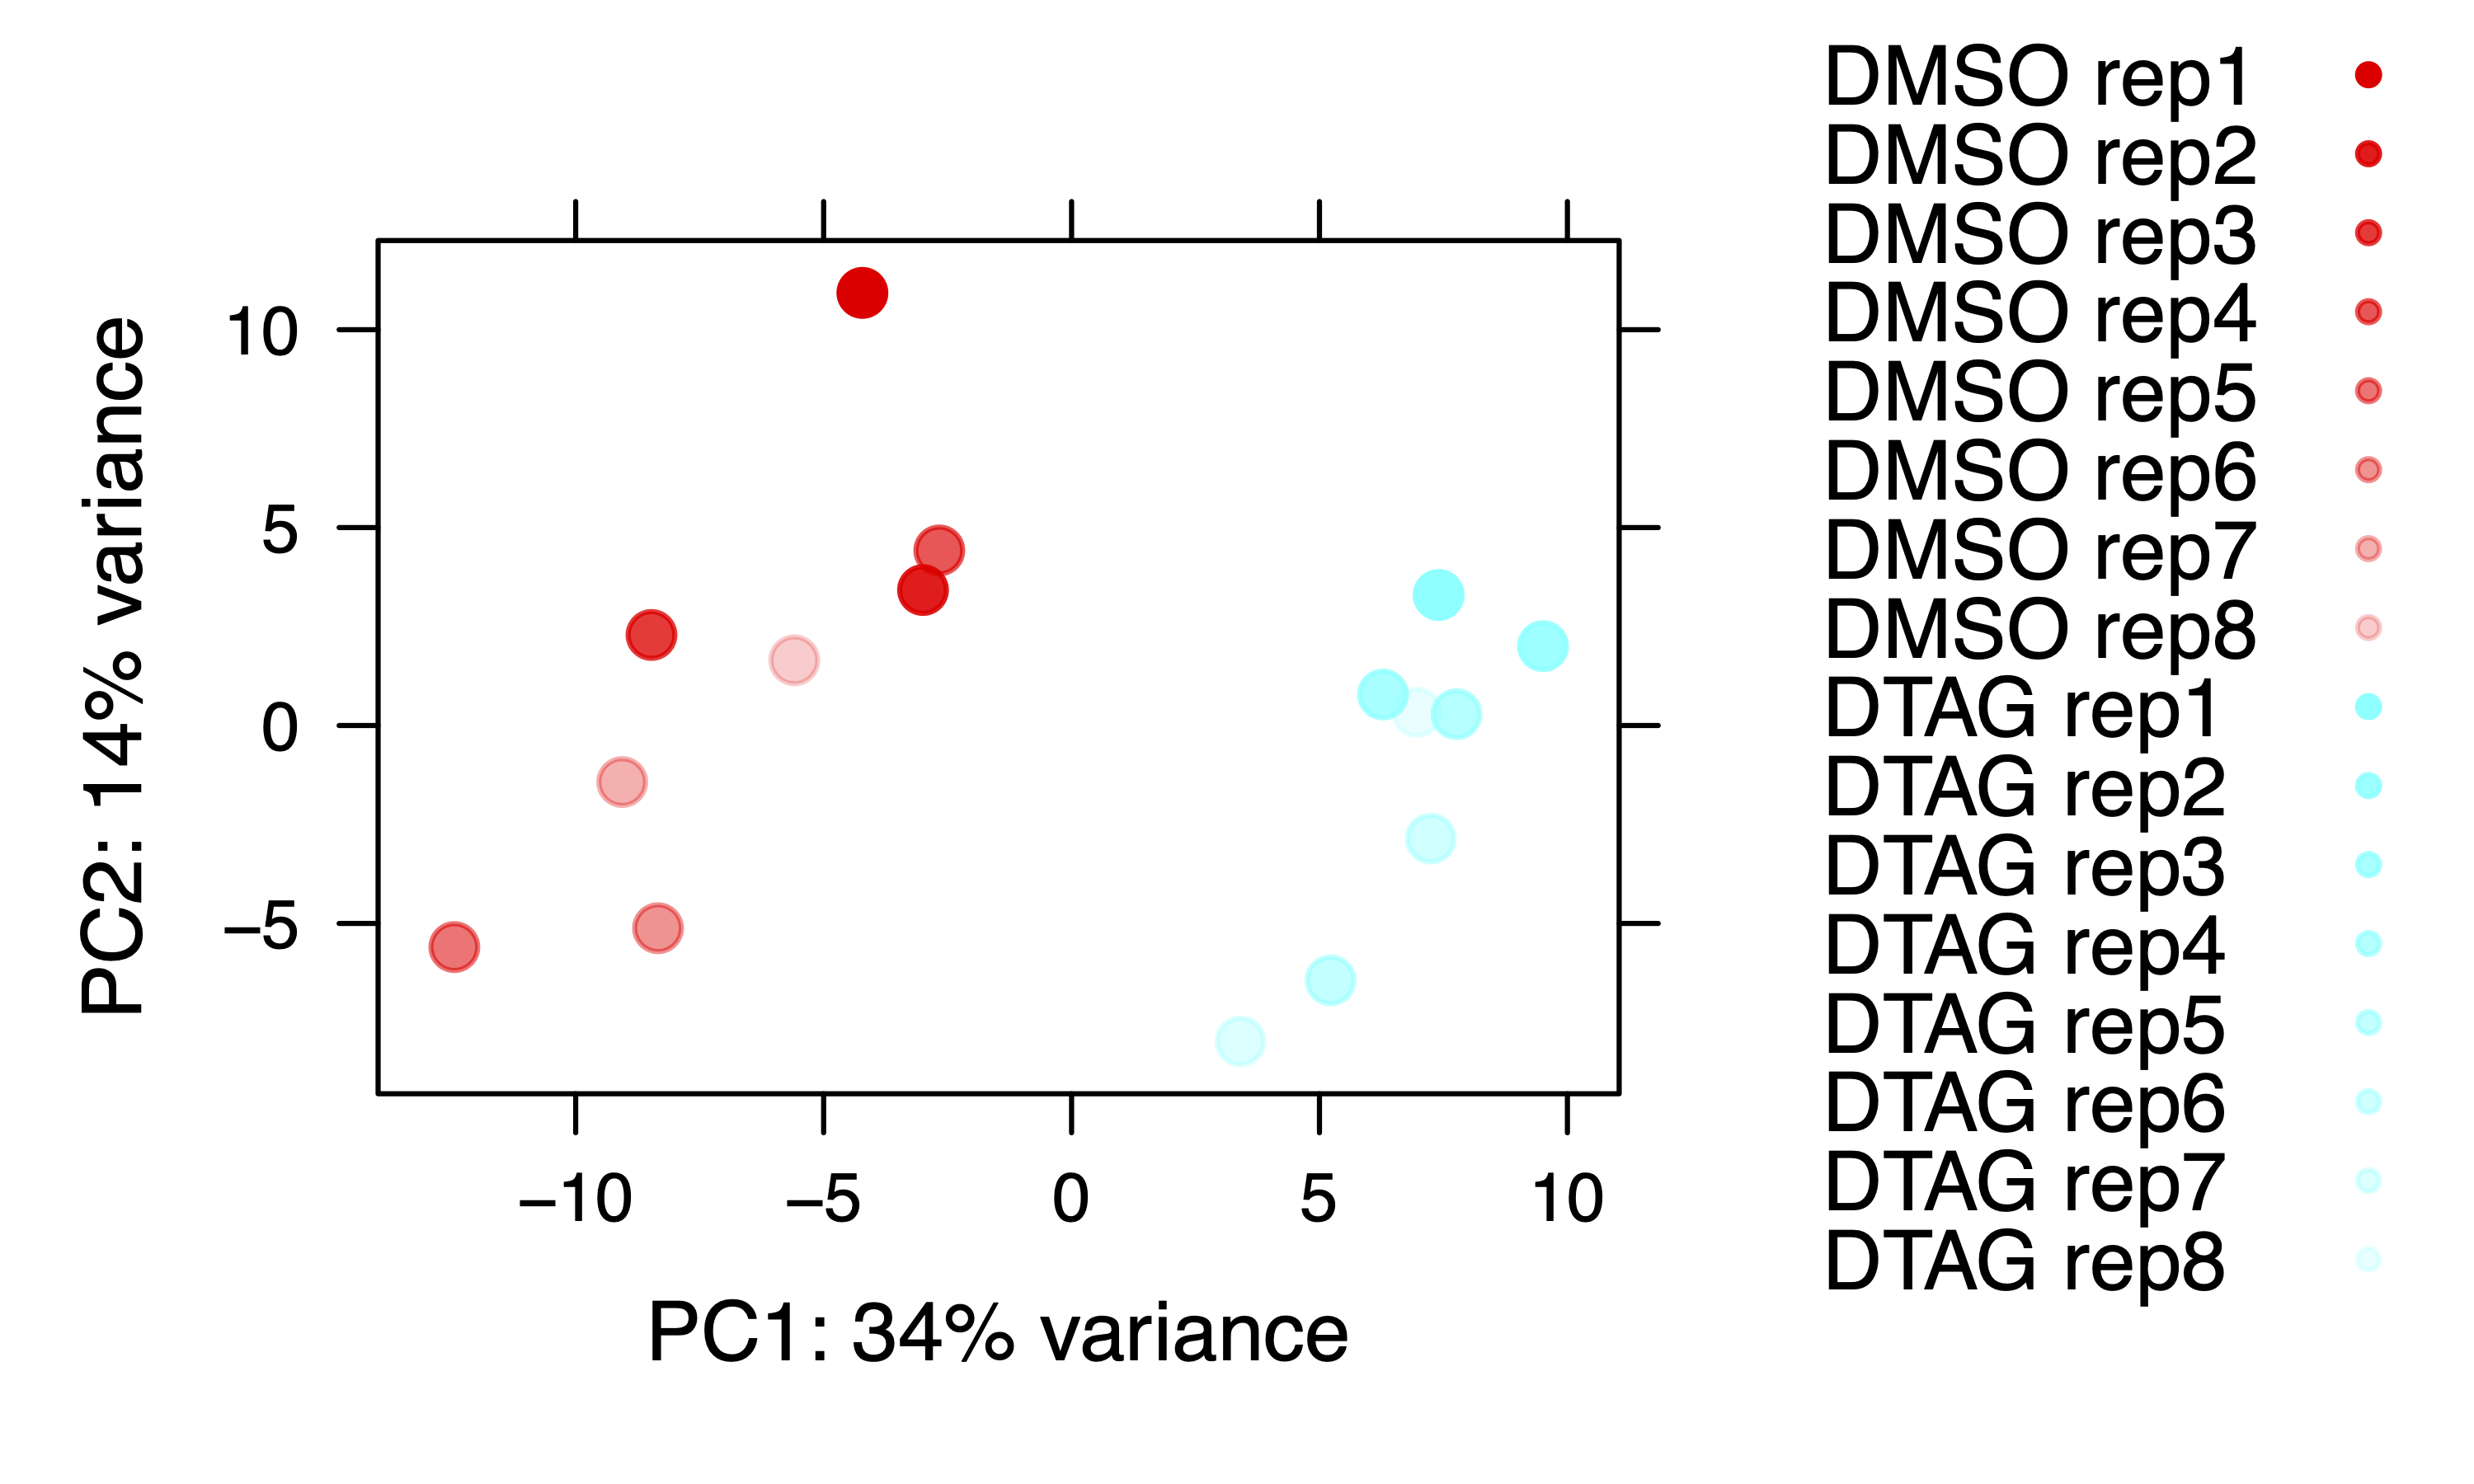 PC2: 14% variance
10
5
0
−5
−10
−5
0
5
10
PC1: 34% variance
DMSO rep1
DMSO rep2
DMSO rep3
DMSO rep4
DMSO rep5
DMSO rep6
DMSO rep7
DMSO rep8
DTAG rep1
DTAG rep2
DTAG rep3
DTAG rep4
DTAG rep5
DTAG rep6
DTAG rep7
DTAG rep8